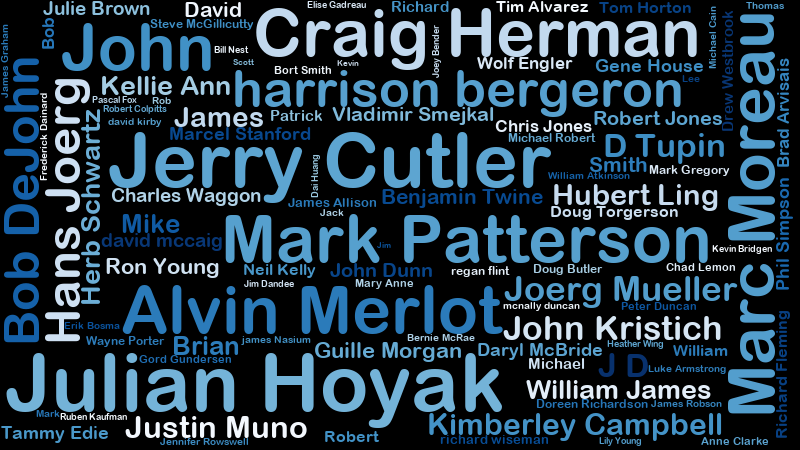 Julie Brown
David
Elise Gadreau
Richard
Tim Alvarez
Tom Horton
Thomas
Steve McGillicutty
Bob
James Graham
John
Bill Nest
Craig Herman
Joey Bender
Michael Cain
Drew Westbrook
Scott
Kevin
Bort Smith
Wolf Engler
Gene House
Lee
Kellie Ann
harrison bergeron
Pascal Fox
Rob
Robert Colpitts
david kirby
James
Patrick
Vladimir Smejkal
Chris Jones
Robert Jones
Brad Arvisais
Marcel Stanford
Michael Robert
D Tupin
Frederick Dainard
Bob DeJohn
Hans Joerg
Herb Schwartz
Jerry Cutler
Dai Huang
Smith
Mark Gregory
William Atkinson
Charles Waggon
James Allison
Benjamin Twine
Hubert Ling
Jack
Doug Torgerson
Marc Moreau
Phil Simpson
Mike
david mccaig
Mark Patterson
Jim
Kevin Bridgen
Ron Young
Neil Kelly
John Dunn
regan flint
Doug Butler
Chad Lemon
Jim Dandee
Mary Anne
Alvin Merlot
Joerg Mueller
mcnally duncan
Peter Duncan
Erik Bosma
John Kristich
Richard Fleming
Wayne Porter
Brian
james Nasium
Bernie McRae
Heather Wing
Gord Gundersen
Guille Morgan
Daryl McBride
William
Michael
J D
Luke Armstrong
Julian Hoyak
William James
Doreen Richardson
James Robson
Mark
Ruben Kaufman
Tammy Edie
Justin Muno
Kimberley Campbell
Jennifer Rowswell
Robert
richard wiseman
Lily Young
Anne Clarke